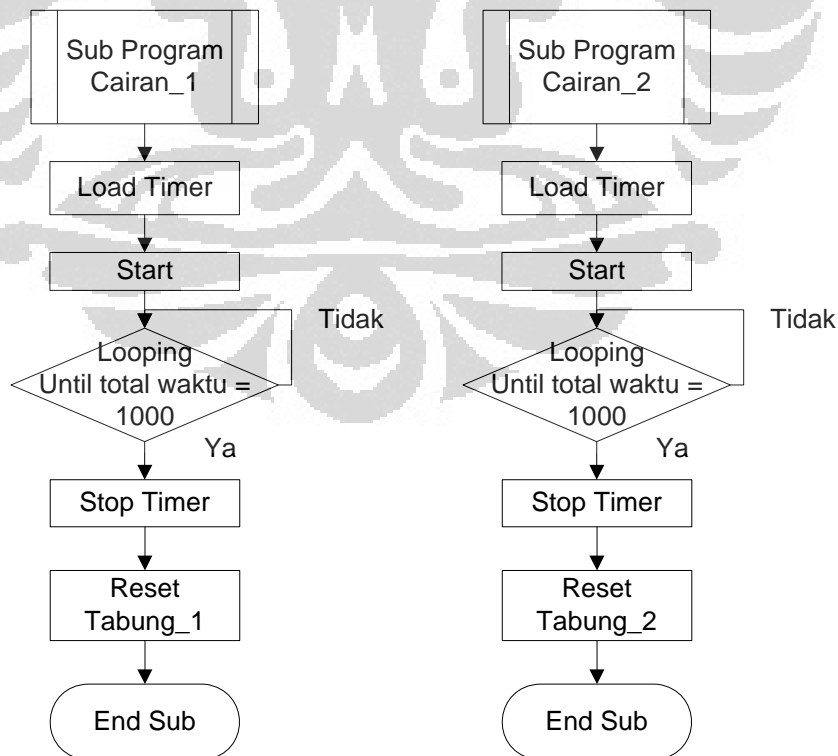 Sub Program
Cairan_1
Load Timer
Start
Tidak
Looping
Until total waktu =
1000
Ya
Stop Timer
Reset
Tabung_1
End Sub
Sub Program
Cairan_2
Load Timer
Start
Tidak
Looping
Until total waktu =
1000
Ya
Stop Timer
Reset
Tabung_2
End Sub